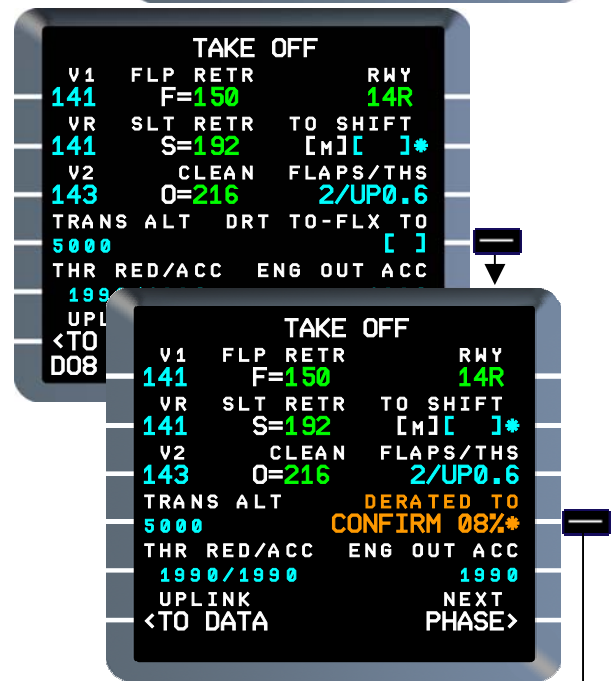 TAKE OFF
V1 FLP RETR RWY
141 F=150 14R
VR SLT RETR TO SHIFT
141 S=192 [M][ ]*
V2 CLEAN FLAPS/THS
143 O=216 2/UP0.6
TRANS ALT DRT TO-FLX TO
5000 [ ]
THR RED/ACC ENG OUT ACC
199
UPL
<TO
D08
TAKE OFF
V1 FLP RETR RWY
141 F=150 14R
VR SLT RETR TO SHIFT
141 S=192 [M][ ]*
V2 CLEAN FLAPS/THS
143 O=216 2/UP0.6
TRANS ALT DERATED TO
5000 CONFIRM 08%*
THR RED/ACC ENG OUT ACC
1990/1990 1990
UPLINK NEXT
<TO DATA PHASE>